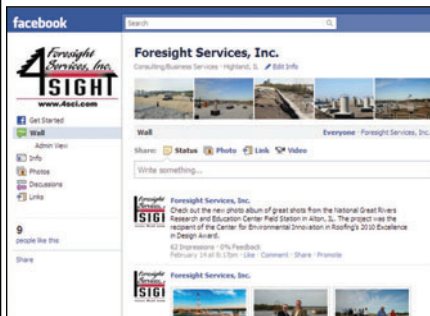 facebook
Search
Foresight Services, Inc.
Consulting/Business Services · Highland, IL Edit Info
Foresight
Services, Inc.
4SIGHT
www.4sci.com
Get Started
Wall
Admin View
Info
Photos
Discussions
Links
9
people like this
Share
Wall
Everyone · Foresight Services, Inc.
Share: Status Photo Link Video
Write something...
Foresight Services, Inc.
Check out the new photo album of great shots from the National Great Rivers
Research and Education Center Field Station in Alton, IL. The project was the
recipient of the Center for Environmental Innovation in Roofing's 2010 Excellence
in Design Award.
62 Impressions · 0% Feedback
February 14 at 8:17pm · Like · Comment · Share · Promote
Foresight Services, Inc.